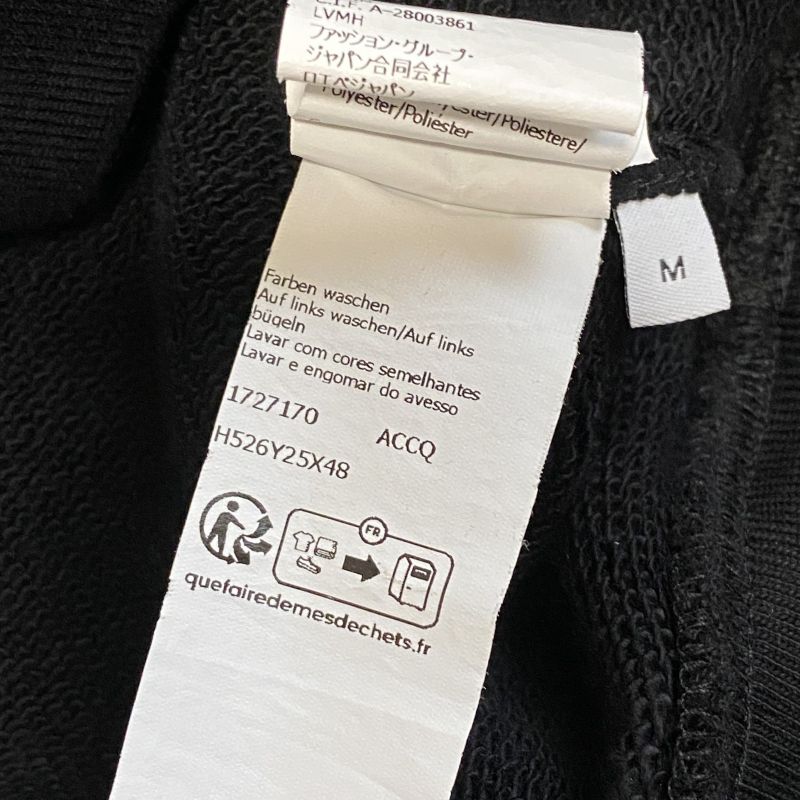 C.I.F. A-28003861
LVMH
ファッション・グループ・
ジャパン合同会社
Polyester/Poliester
/Poliestere/
M
Farben waschen
Auf links waschen/Auf links
bügeln
Lavar com cores semelhantes
Lavar e engomar do avesso
1727170
ACCQ
H526Y25X48
FR
quefairedemesdechets.fr